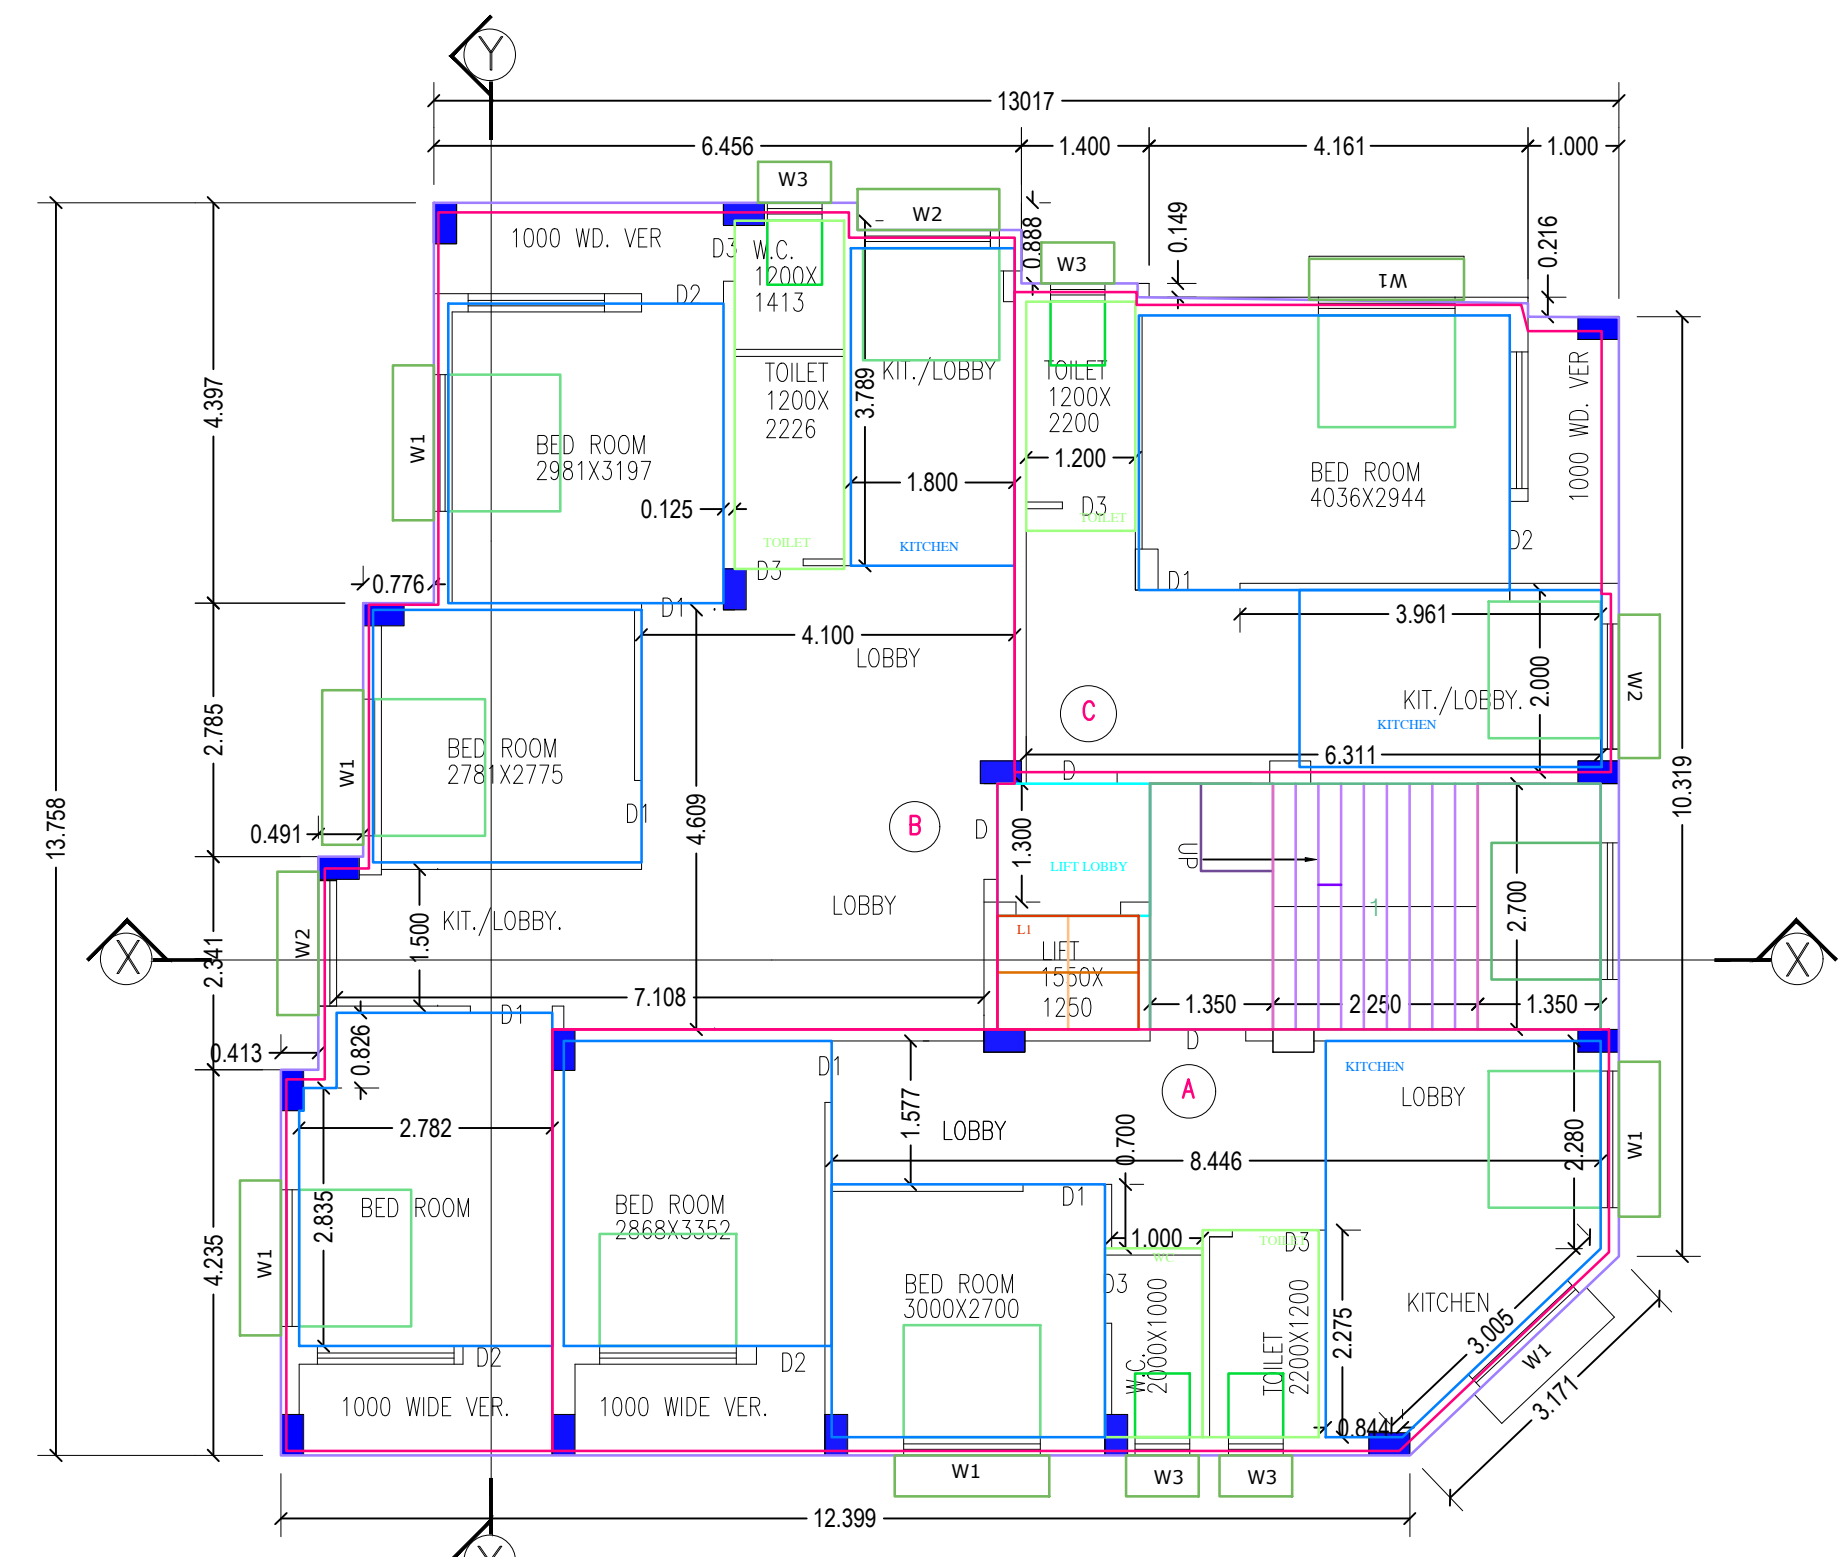 Y
13017
6.456
1.400
4.161
1.000
W3
W2
W3
W1
0.888
0.149
0.216
1000 WD. VER
D3
W.C.
1200X
1413
D2
KIT./LOBBY
TOILET
1200X
2226
3.789
TOILET
1200X
2200
1000 WD. VER
4.397
W1
BED ROOM
2981X3197
1.800
1.200
BED ROOM
4036X2944
0.125
D3
TOILET
TOILET
KITCHEN
D2
D3
0.776
D1
D1
3.961
4.100
LOBBY
2.000
W2
KIT./LOBBY.
KITCHEN
C
2.785
W1
BED ROOM
2781X2775
6.311
D
13.758
10.319
0.491
D1
4.609
B
D
1.300
UP
LIFT LOBBY
2.700
1
LOBBY
KIT./LOBBY.
1.500
W2
2.341
X
X
L1
LIFT
1550X
1250
7.108
1.350
2.250
1.350
D1
0.413
0.826
D1
D
KITCHEN
LOBBY
A
2.782
1.577
LOBBY
0.700
8.446
2.280
W1
4.235
W1
2.835
BED ROOM
BED ROOM
2868X3352
D1
1.000
WC
TOILET
D3
BED ROOM
3000X2700
D3
W.C.
2000X1000
TOILET
2200X1200
2.275
KITCHEN
3.005
W1
3.171
D2
D2
1000 WIDE VER.
1000 WIDE VER.
0.844
W1
W3
W3
12.399
Y